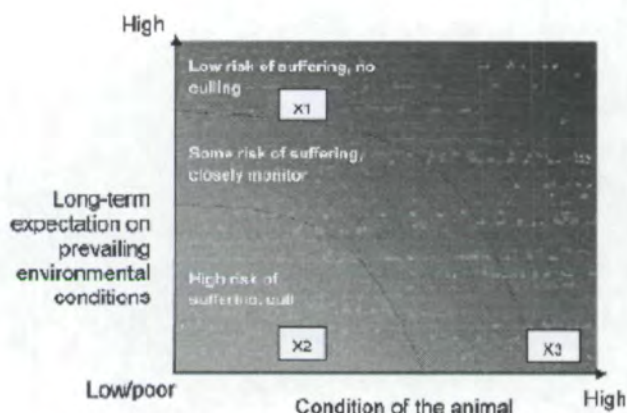 High
Low risk of suffering, no
culling
X1
Some risk of suffering,
closely monitor
Long-term
expectation on
prevailing
environmental
conditions
High risk of
suffering, cull
X2
X3
Low/poor
Condition of the animal
High